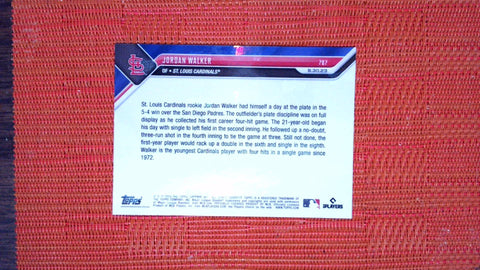 JORDAN WALKER 787
OF • ST. LOUIS CARDINALS® 8.30.23
St. Louis Cardinals rookie Jordan Walker had himself a day at the plate in the
5-4 win over the San Diego Padres. The outfielder's plate discipline was on full
display as he collected his first career four-hit game. The 21-year-old began
his day with single to left field in the second inning. He followed up a no-doubt,
three-run shot in the fourth inning to tie the game at three. Still not done, the
first-year player would rack up a double in the sixth and single in the eighth.
Walker is the youngest Cardinals player with four hits in a single game since
1972.
TOPPS
PLAYERS